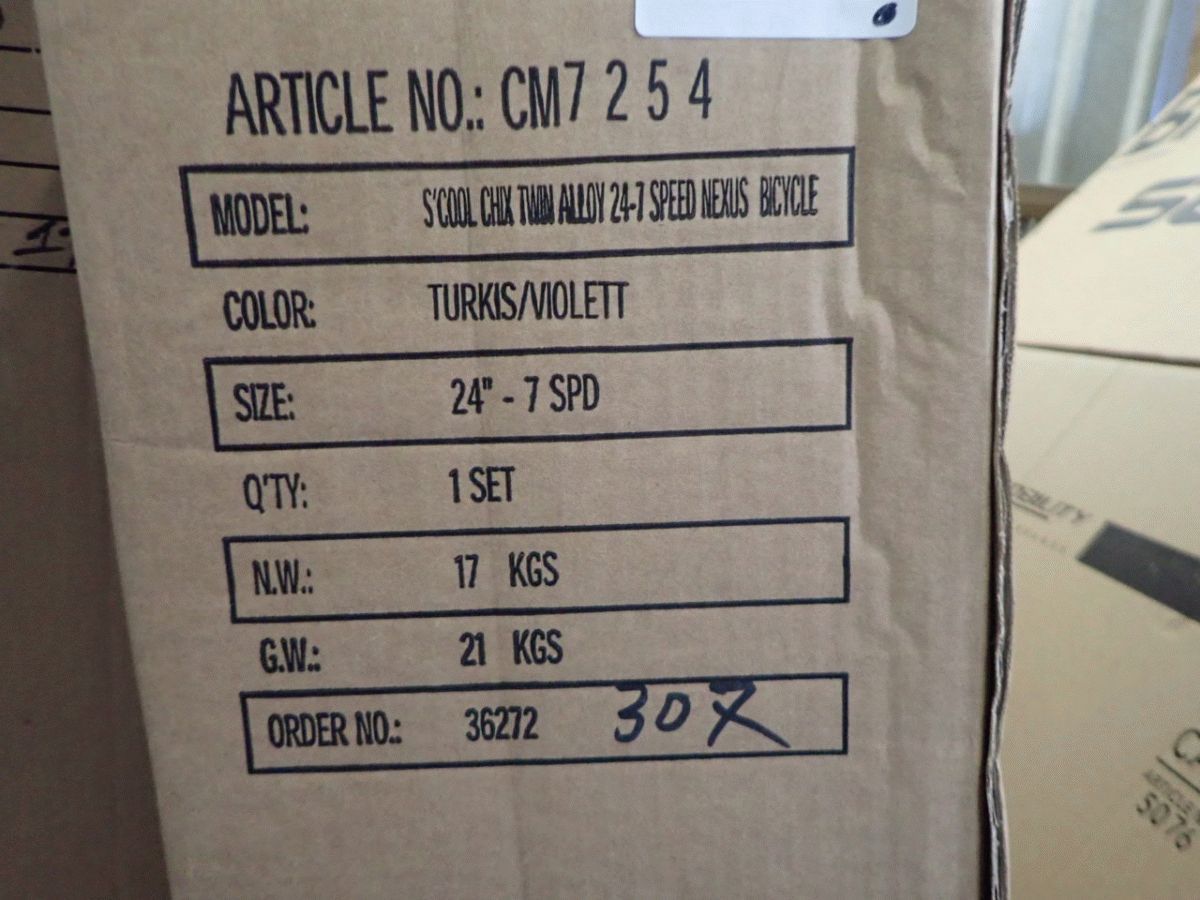 ARTICLE NO.: CM7 2 5 4
MODEL: S'COOL CHIX TWIN ALLOY 24-7 SPEED NEXUS BICYCLE
COLOR: TURKIS/VIOLETT
SIZE: 24" - 7 SPD
Q'TY: 1 SET
N.W.: 17 KGS
G.W.: 21 KGS
ORDER NO.: 36272 307
5Q76